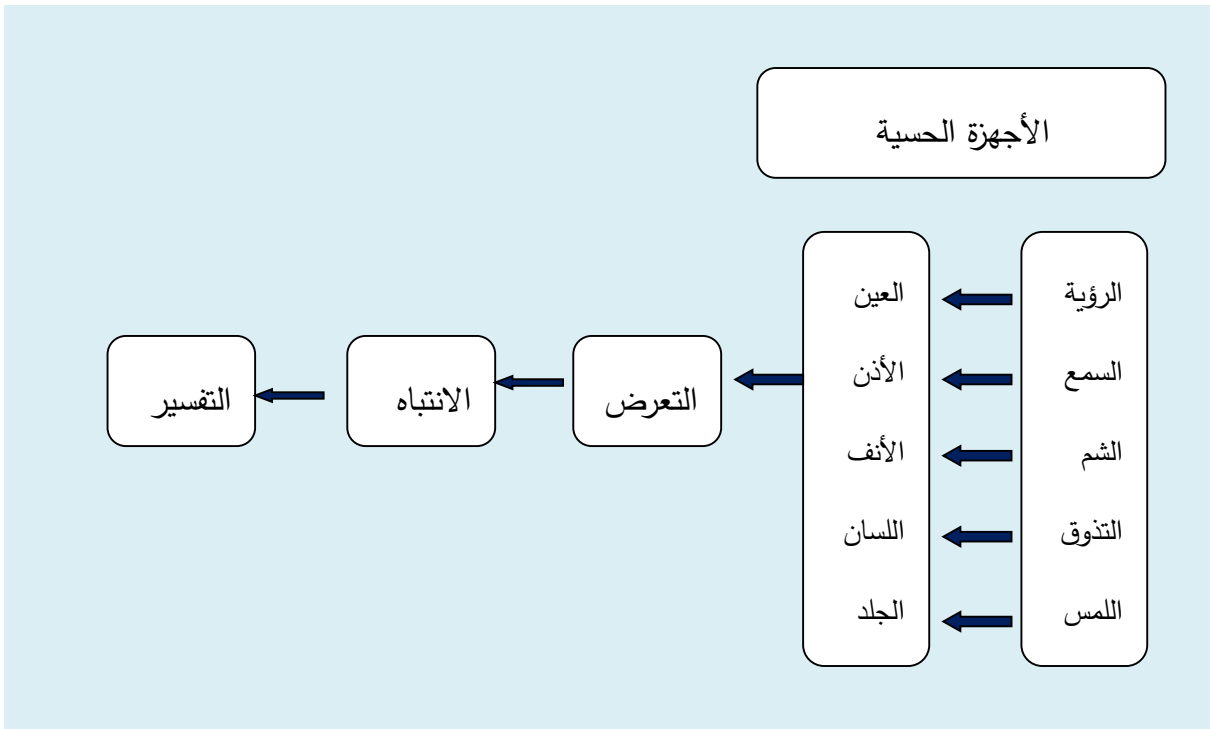 الأجهزة الحسية
الرؤية
السمع
الشم
التذوق
اللمس
العين
الأذن
الأنف
اللسان
الجلد
التعرض
الانتباه
التفسير